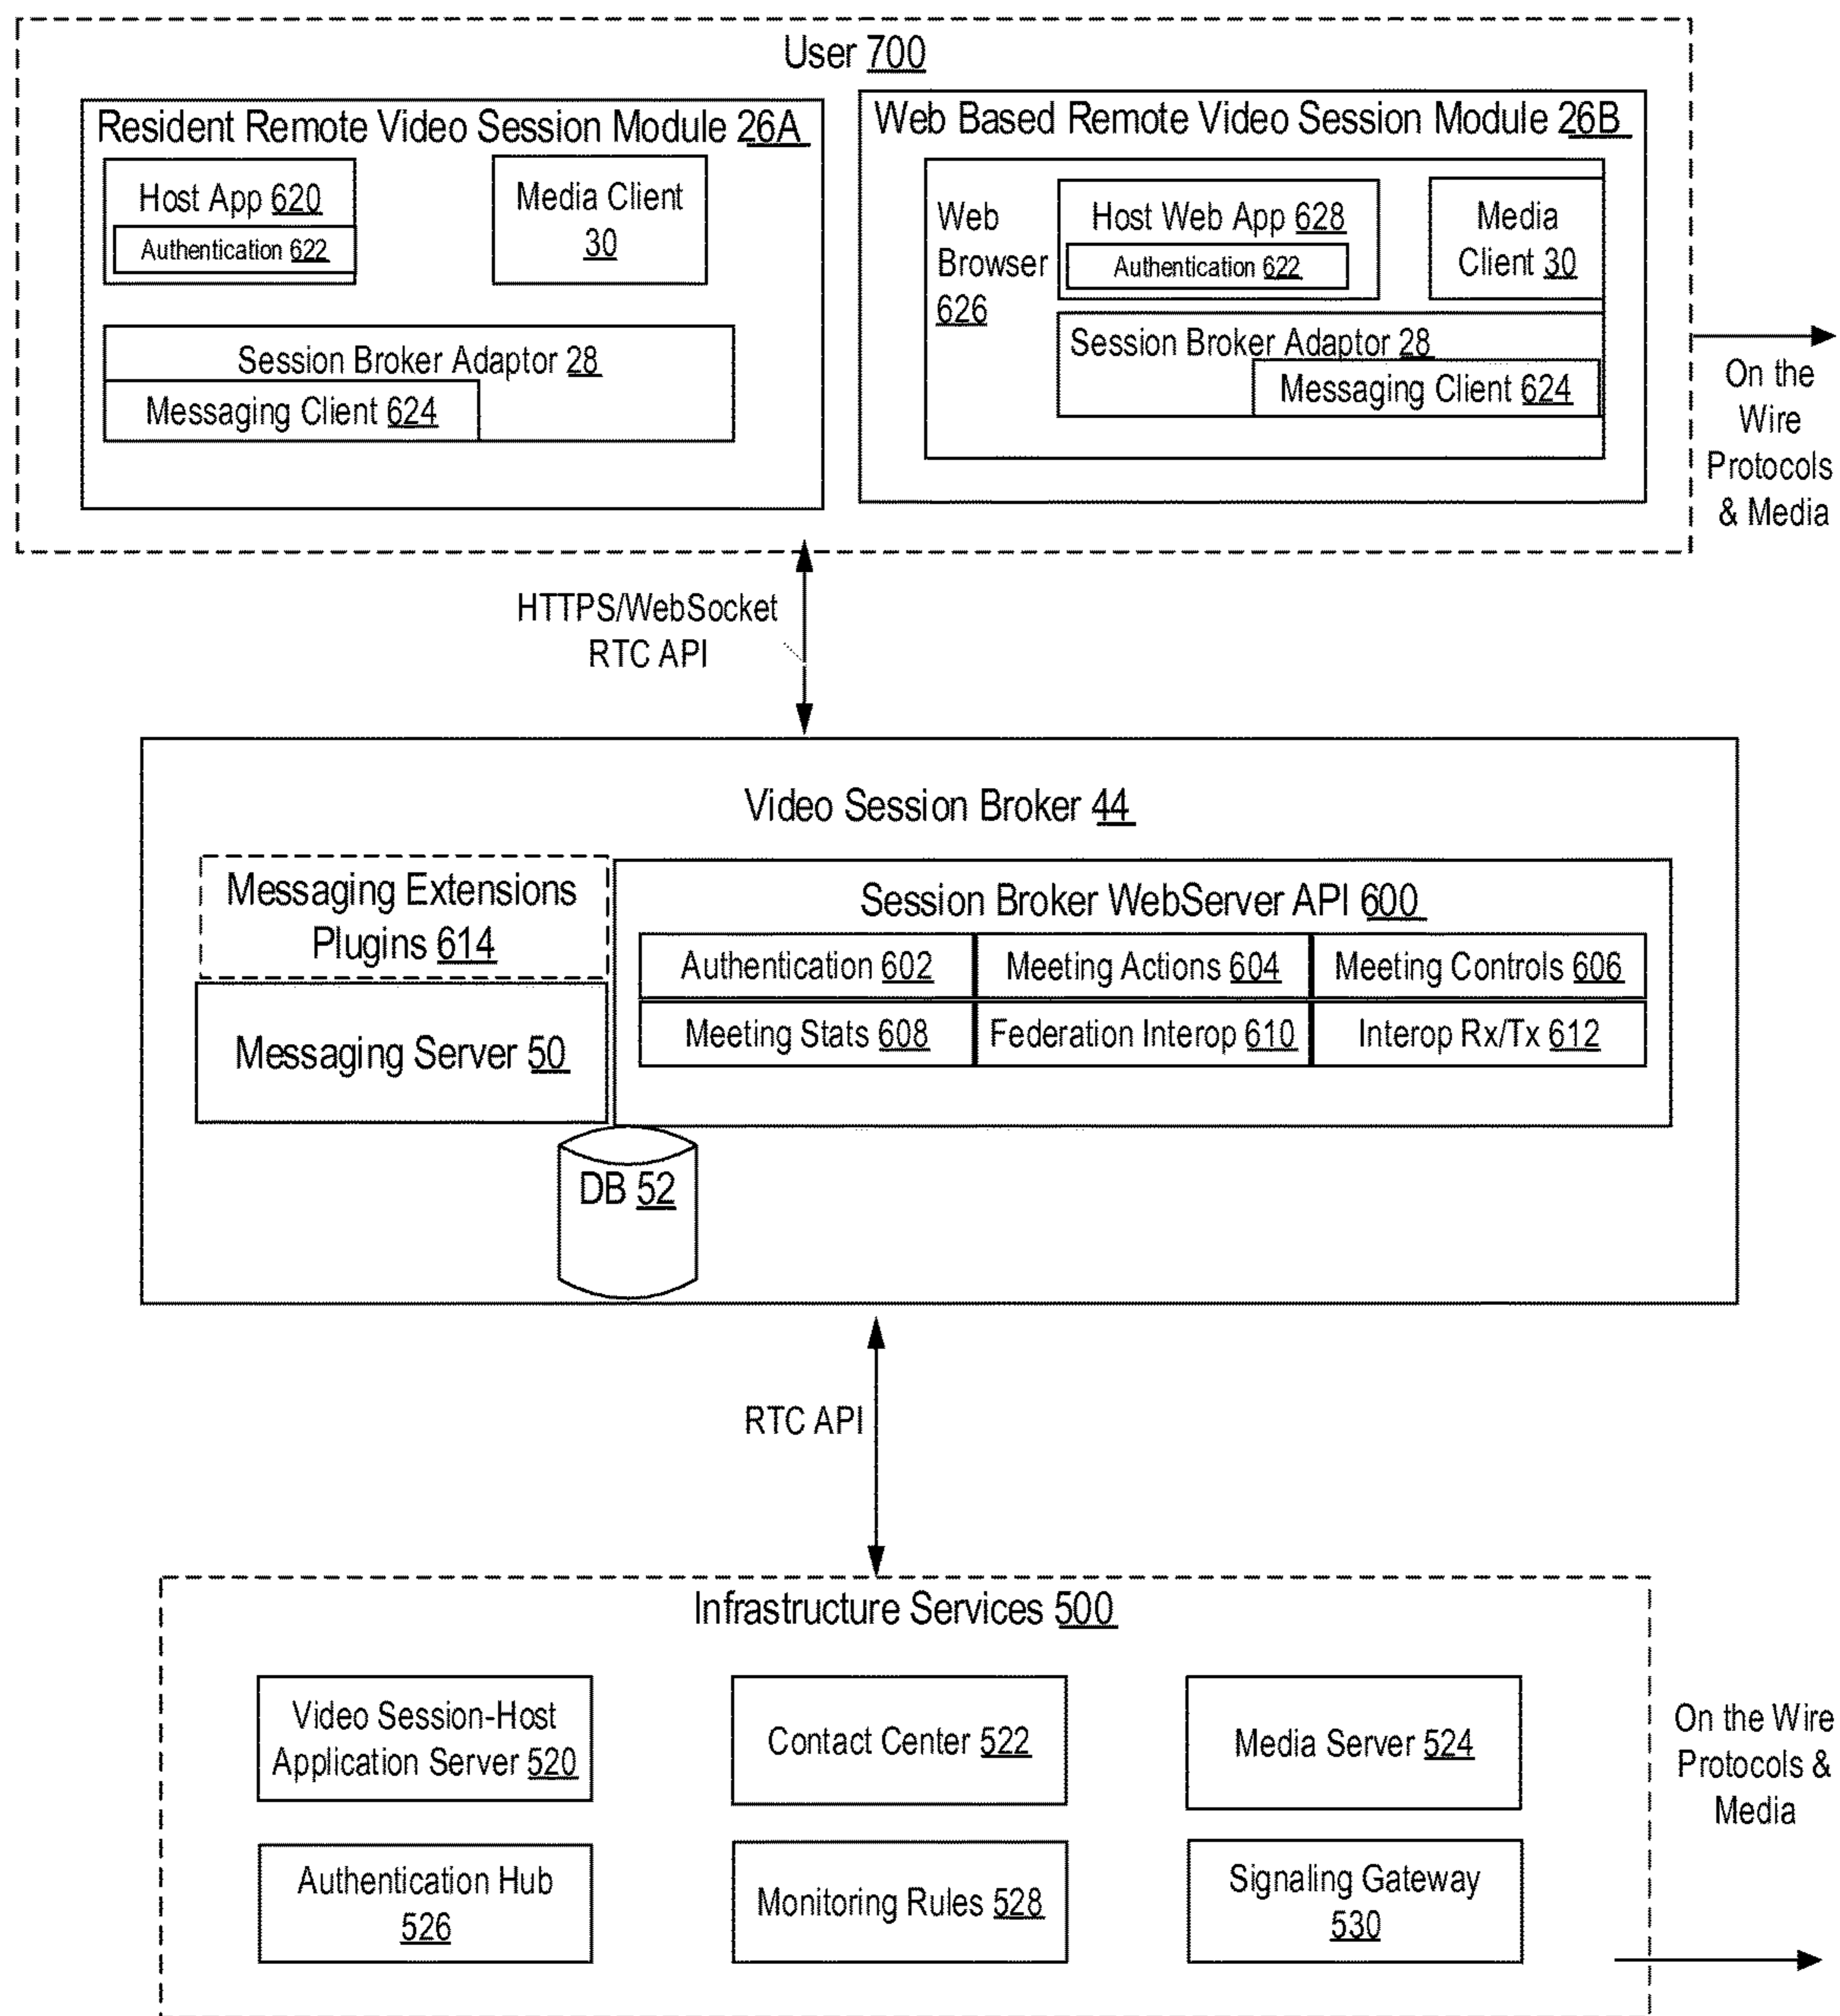 User 700
Resident Remote Video Session Module 26A
Host App 620
Authentication 622
Media Client
30
Session Broker Adaptor 28
Messaging Client 624
Web Based Remote Video Session Module 26B
Web
Browser
626
Host Web App 628
Authentication 622
Media
Client 30
Session Broker Adaptor 28
Messaging Client 624
On the
Wire
Protocols
& Media
HTTPS/WebSocket
RTC API
Video Session Broker 44
Messaging Extensions
Plugins 614
Messaging Server 50
Session Broker WebServer API 600
Authentication 602
Meeting Actions 604
Meeting Controls 606
Meeting Stats 608
Federation Interop 610
Interop Rx/Tx 612
DB 52
RTC API
Infrastructure Services 500
Video Session-Host
Application Server 520
Contact Center 522
Media Server 524
Authentication Hub
526
Monitoring Rules 528
Signaling Gateway
530
On the Wire
Protocols &
Media